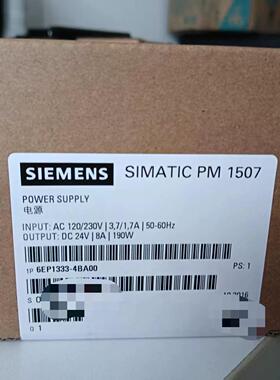 SIEMENS SIMATIC PM 1507
POWER SUPPLY
电源
INPUT: AC 120/230V | 3,7/1,7A | 50-60Hz
OUTPUT: DC 24V | 8A | 190W
1P 6EP1333-4BA00 PS: 1
S
Q 1